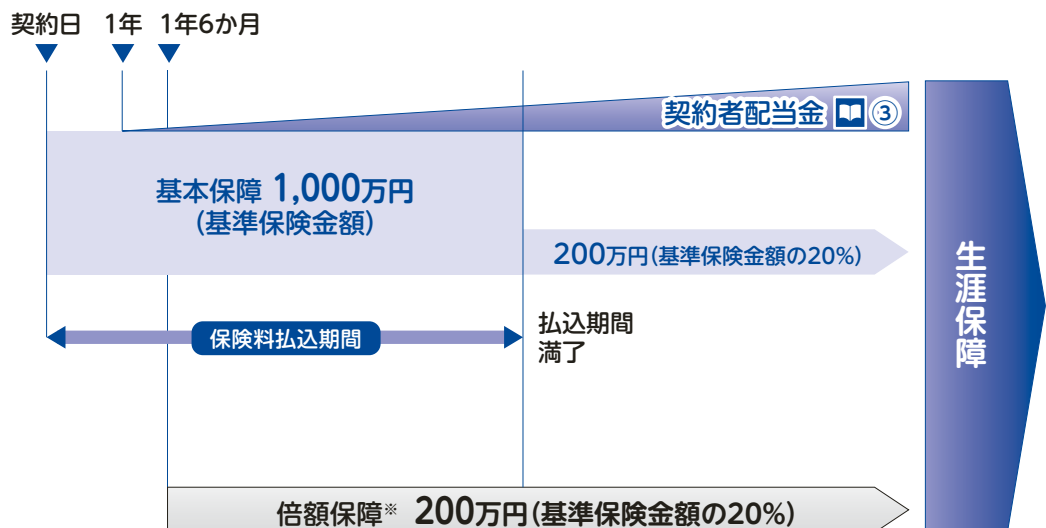 契約日 1年 1年6か月
契約者配当金 ③
基本保障 1,000万円
(基準保険金額)
200万円(基準保険金額の20%)
保険料払込期間
払込期間
満了
生涯保障
倍額保障※ 200万円(基準保険金額の20%)